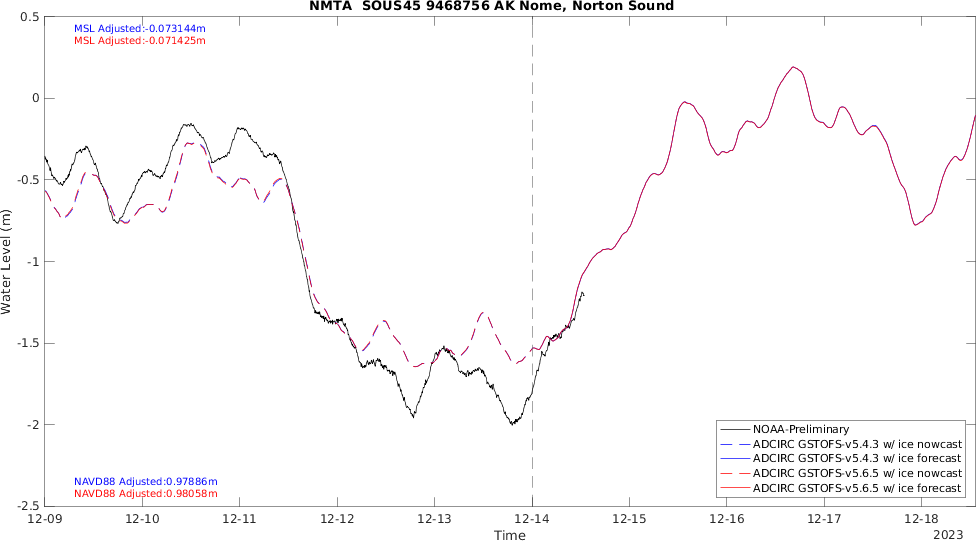 NMTA SOUS45 9468756 AK Nome, Norton Sound
MSL Adjusted:-0.073144m
MSL Adjusted:-0.071425m
0.5
0
-0.5
-1
-1.5
-2
-2.5
Water Level (m)
NOAA-Preliminary
ADCIRC GSTOFS-v5.4.3 w/ ice nowcast
ADCIRC GSTOFS-v5.4.3 w/ ice forecast
ADCIRC GSTOFS-v5.6.5 w/ ice nowcast
ADCIRC GSTOFS-v5.6.5 w/ ice forecast
NAVD88 Adjusted:0.97886m
NAVD88 Adjusted:0.98058m
12-09 12-10 12-11 12-12 12-13 12-14 12-15 12-16 12-17 12-18
Time
2023